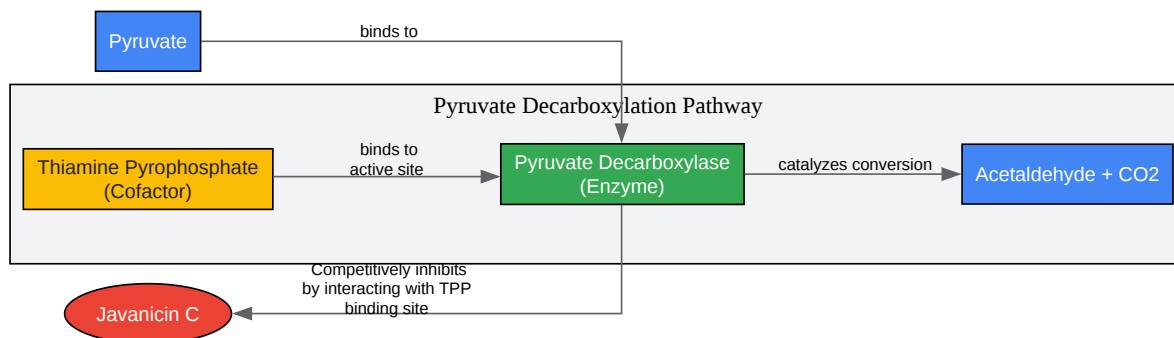 Pyruvate
binds to
Pyruvate Decarboxylation Pathway
Thiamine Pyrophosphate
(Cofactor)
binds to
active site
Pyruvate Decarboxylase
(Enzyme)
catalyzes conversion
Acetaldehyde + CO2
Competitively inhibits
by interacting with TPP
binding site
Javanicin C